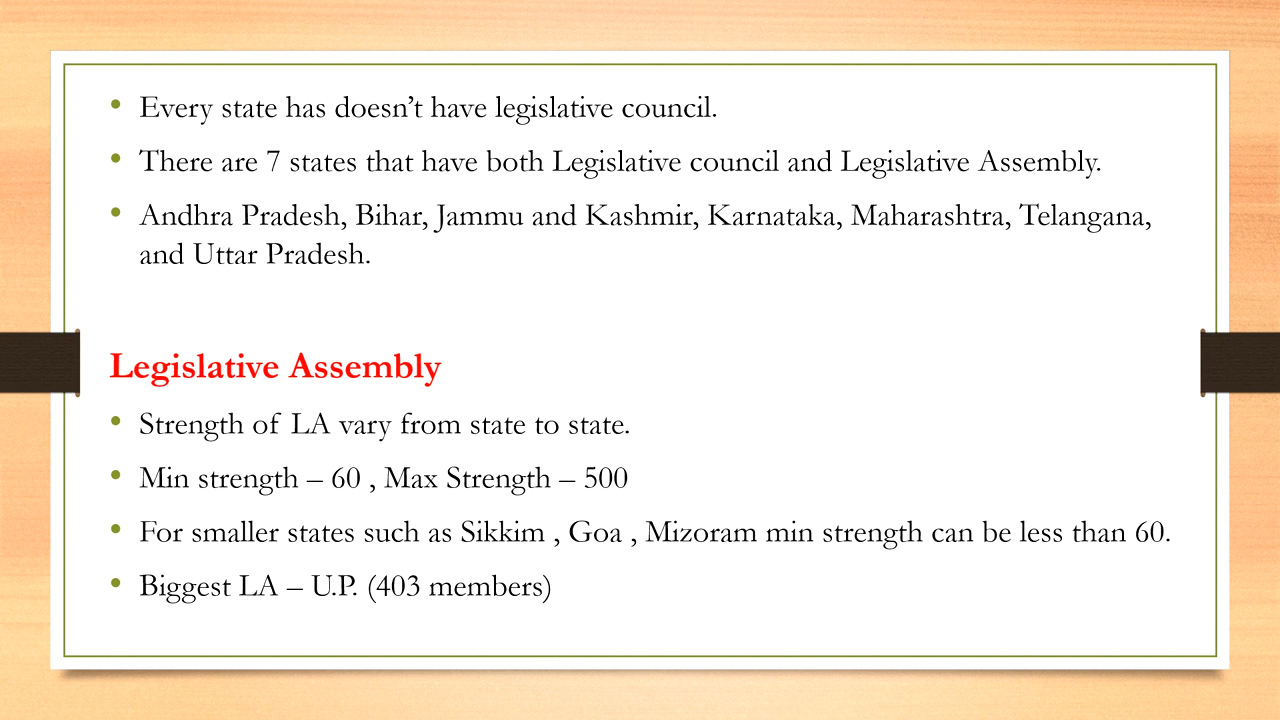 • Every state has doesn’t have legislative council.
• There are 7 states that have both Legislative council and Legislative Assembly.
• Andhra Pradesh, Bihar, Jammu and Kashmir, Karnataka, Maharashtra, Telangana,
and Uttar Pradesh.
Legislative Assembly
• Strength of LA vary from state to state.
• Min strength – 60 , Max Strength – 500
• For smaller states such as Sikkim , Goa , Mizoram min strength can be less than 60.
• Biggest LA – U.P. (403 members)